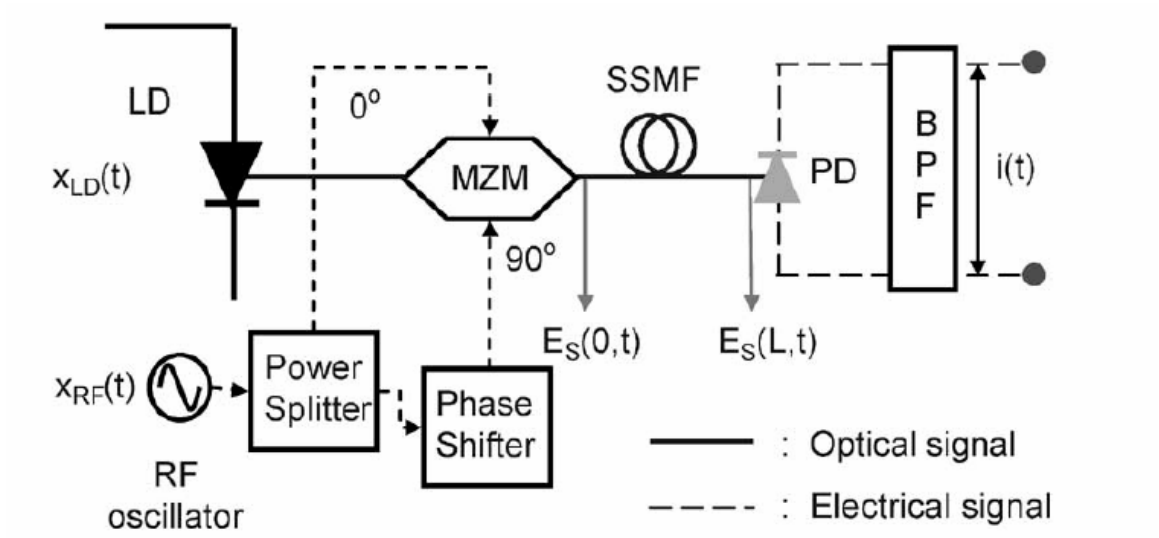 LD
0°
SSMF
x_LD(t)
MZM
PD
B
P
F
i(t)
90°
E_S(0,t)
E_S(L,t)
x_RF(t)
Power
Splitter
Phase
Shifter
RF
oscillator
: Optical signal
: Electrical signal